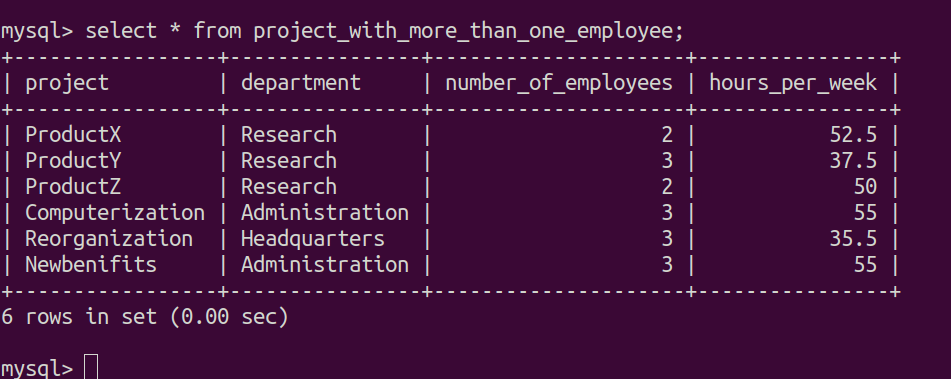 mysql> select * from project_with_more_than_one_employee;
+-----------------+----------------+---------------------+----------------+
| project         | department     | number_of_employees | hours_per_week |
+-----------------+----------------+---------------------+----------------+
| ProductX        | Research       |                   2 |           52.5 |
| ProductY        | Research       |                   3 |           37.5 |
| ProductZ        | Research       |                   2 |             50 |
| Computerization | Administration |                   3 |             55 |
| Reorganization  | Headquarters   |                   3 |           35.5 |
| Newbenifits     | Administration |                   3 |             55 |
+-----------------+----------------+---------------------+----------------+
6 rows in set (0.00 sec)
mysql>